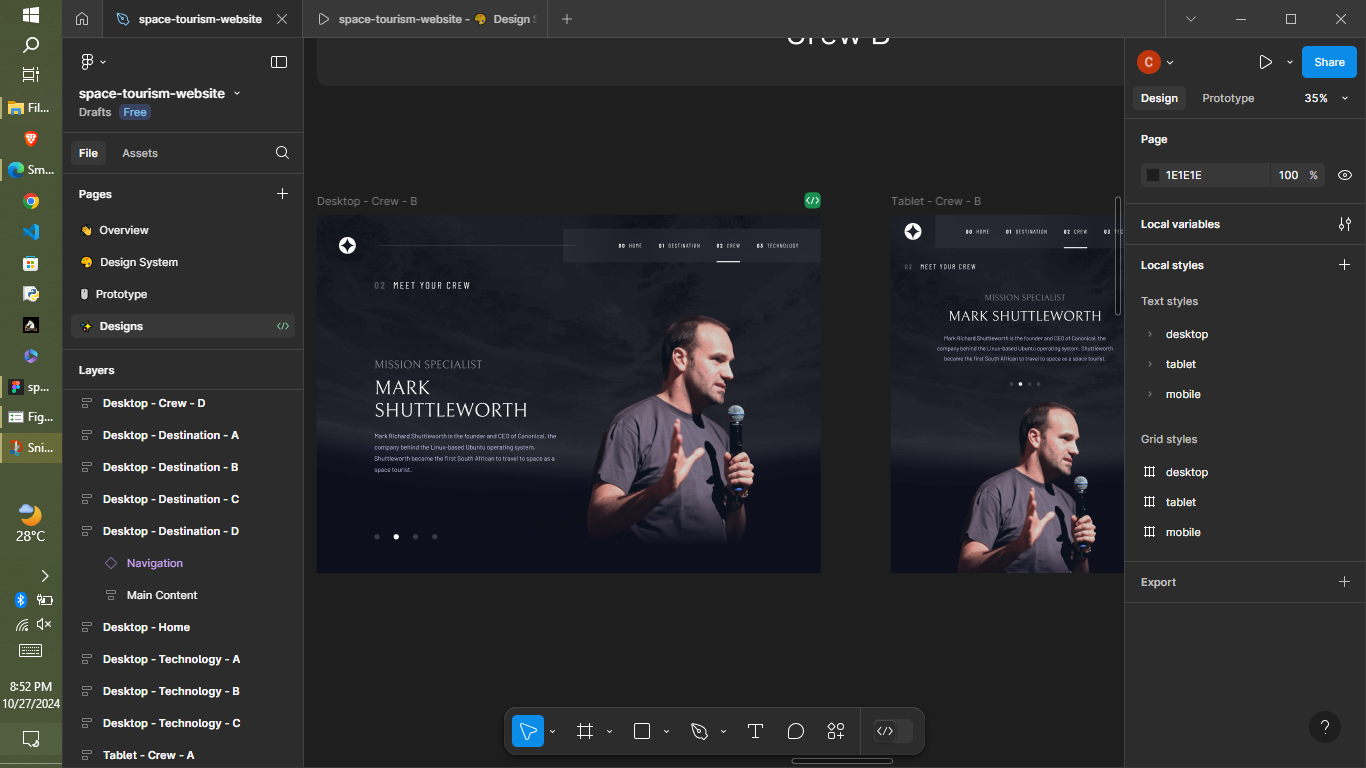 space-tourism-website
space-tourism-website - Design
Crew B
space-tourism-website
Drafts Free
File Assets
Pages
Overview
Design System
Prototype
Designs
Layers
Desktop - Crew - D
Desktop - Destination - A
Desktop - Destination - B
Desktop - Destination - C
Desktop - Destination - D
Navigation
Main Content
Desktop - Home
Desktop - Technology - A
Desktop - Technology - B
Desktop - Technology - C
Tablet - Crew - A
Fil...
Sm...
sp...
Fig...
Sni...
28°C
8:52 PM
10/27/2024
Desktop - Crew - B
00 HOME 01 DESTINATION 02 CREW 03 TECHNOLOGY
02 MEET YOUR CREW
MISSION SPECIALIST
MARK
SHUTTLEWORTH
Mark Richard Shuttleworth is the founder and CEO of Canonical, the
company behind the Linux-based Ubuntu operating system.
Shuttleworth became the first South African to travel to space as a
space tourist.
Tablet - Crew - B
00 HOME 01 DESTINATION 02 CREW 03 TEC
02 MEET YOUR CREW
MISSION SPECIALIST
MARK SHUTTLEWORTH
Mark Richard Shuttleworth is the founder and CEO of Canonical, the
company behind the Linux-based Ubuntu operating system. Shuttleworth
became the first South African to travel to space as a space tourist.
C
Share
Design Prototype 35%
Page
1E1E1E 100 %
Local variables
Local styles
Text styles
desktop
tablet
mobile
Grid styles
desktop
tablet
mobile
Export
?